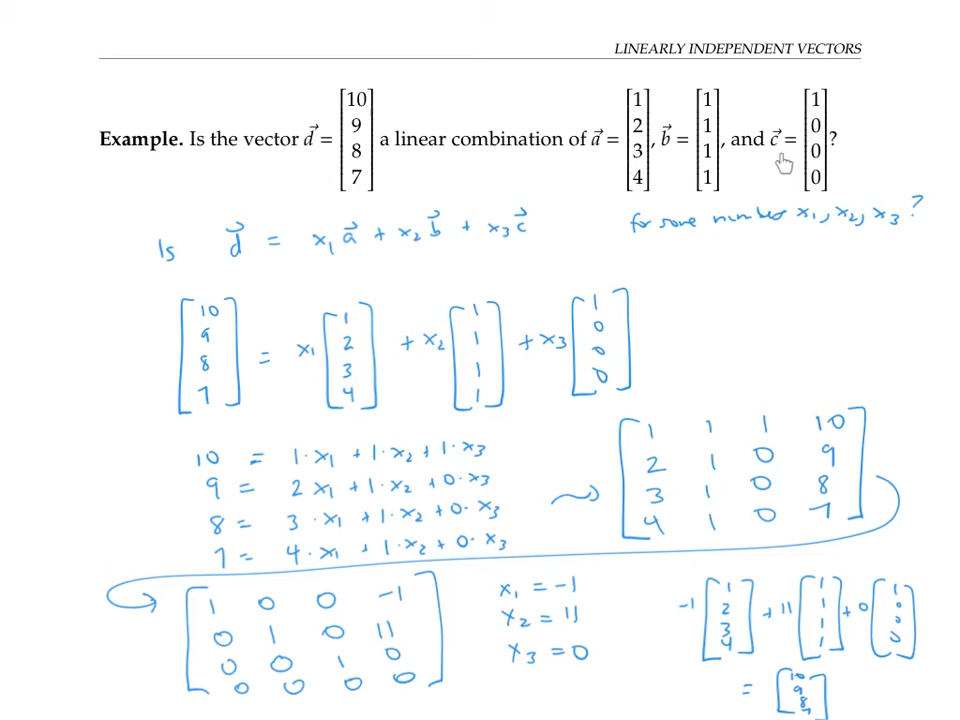 LINEARLY INDEPENDENT VECTORS
Example. Is the vector d⃗ = [10 9 8 7] a linear combination of a⃗ = [1 2 3 4], b⃗ = [1 1 1 1], and c⃗ = [1 0 0 0]?
for some numbers x₁, x₂, x₃ ?
Is d⃗ = x₁ a⃗ + x₂ b⃗ + x₃ c⃗
[10 9 8 7] = x₁ [1 2 3 4] + x₂ [1 1 1 1] + x₃ [1 0 0 0]
10 = 1·x₁ + 1·x₂ + 1·x₃
9 = 2x₁ + 1·x₂ + 0·x₃
8 = 3·x₁ + 1·x₂ + 0·x₃
7 = 4·x₁ + 1·x₂ + 0·x₃
1 1 1 10
2 1 0 9
3 1 0 8
4 1 0 7
1 0 0 -1
0 1 0 11
0 0 1 0
0 0 0 0
x₁ = -1
x₂ = 11
x₃ = 0
-1 [1 2 3 4] + 11 [1 1 1 1] + 0 [1 0 0 0]
= [10 9 8 7]